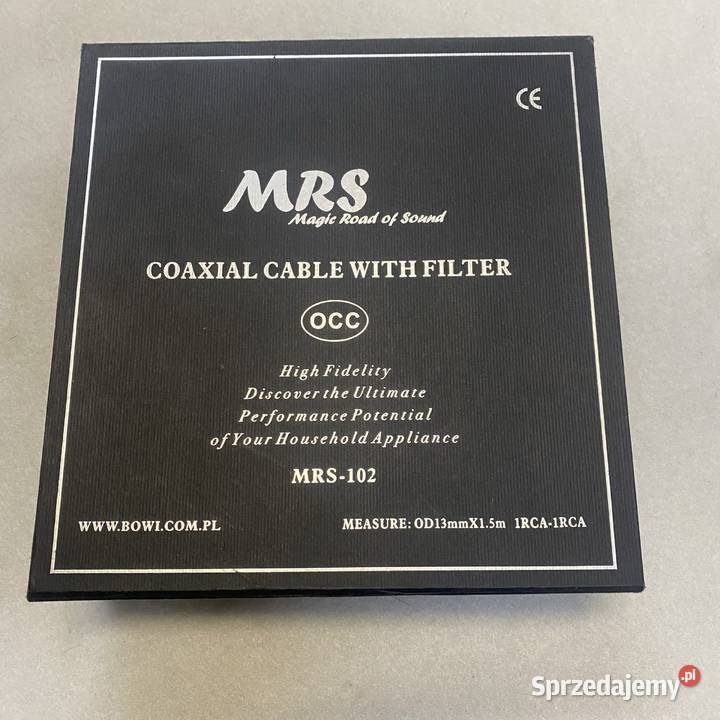 CE
MRS
Magic Road of Sound
COAXIAL CABLE WITH FILTER
OCC
High Fidelity
Discover the Ultimate
Performance Potential
of Your Household Appliance
MRS-102
WWW.BOWI.COM.PL MEASURE: OD13mmX1.5m 1RCA-1RCA
Sprzedajemy.pl